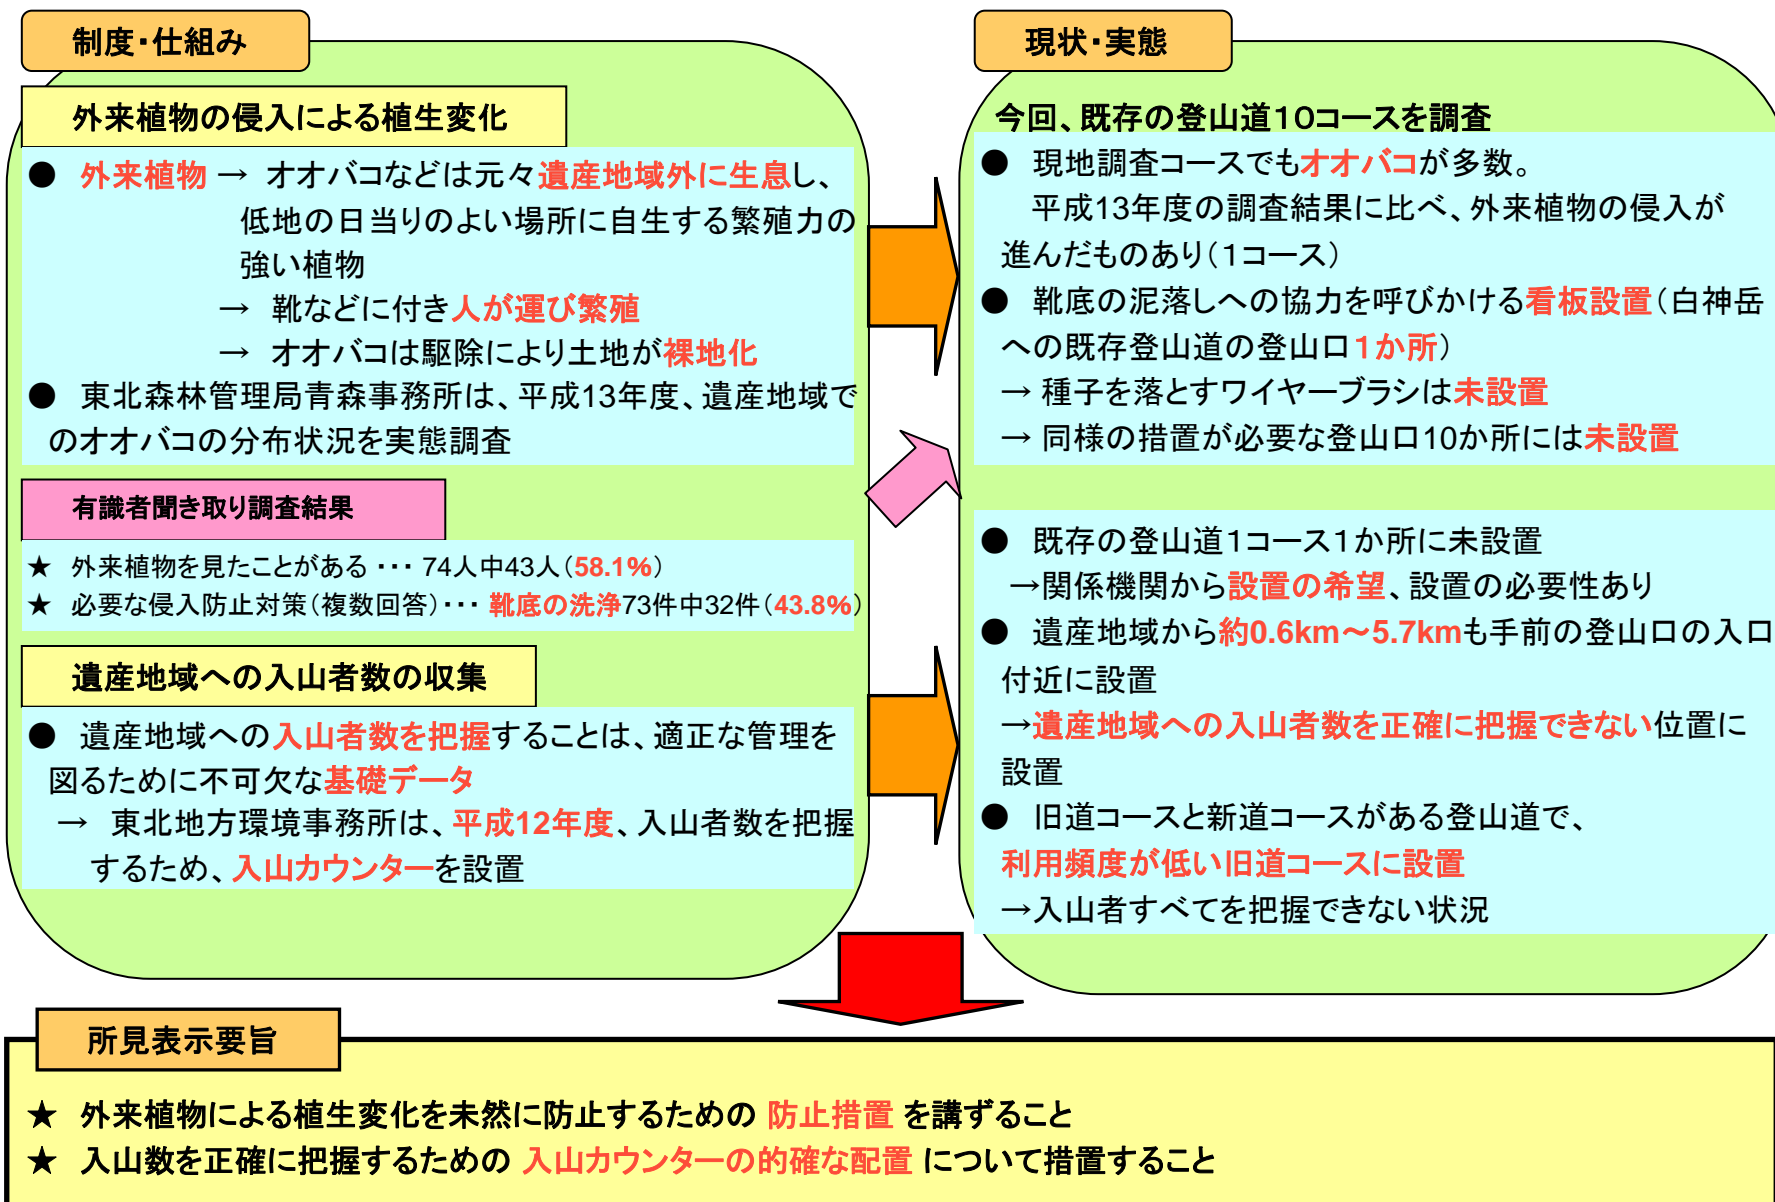 制度・仕組み
外来植物の侵入による植生変化
● 外来植物 → オオバコなどは元々遺産地域外に生息し、
低地の日当りのよい場所に自生する繁殖力の
強い植物
→ 靴などに付き人が運び繁殖
→ オオバコは駆除により土地が裸地化
● 東北森林管理局青森事務所は、平成13年度、遺産地域で
のオオバコの分布状況を実態調査
有識者聞き取り調査結果
★ 外来植物を見たことがある ・・・ 74人中43人（58.1%）
★ 必要な侵入防止対策（複数回答）・・・ 靴底の洗浄73件中32件（43.8%）
遺産地域への入山者数の収集
● 遺産地域への入山者数を把握することは、適正な管理を
図るために不可欠な基礎データ
→ 東北地方環境事務所は、平成12年度、入山者数を把握
するため、入山カウンターを設置
現状・実態
今回、既存の登山道10コースを調査
● 現地調査コースでもオオバコが多数。
平成13年度の調査結果に比べ、外来植物の侵入が
進んだものあり（1コース）
● 靴底の泥落しへの協力を呼びかける看板設置（白神岳
への既存登山道の登山口1か所）
→ 種子を落とすワイヤーブラシは未設置
→ 同様の措置が必要な登山口10か所には未設置
● 既存の登山道1コース1か所に未設置
→関係機関から設置の希望、設置の必要性あり
● 遺産地域から約0.6km～5.7kmも手前の登山口の入口
付近に設置
→遺産地域への入山者数を正確に把握できない位置に
設置
● 旧道コースと新道コースがある登山道で、
利用頻度が低い旧道コースに設置
→入山者すべてを把握できない状況
所見表示要旨
★ 外来植物による植生変化を未然に防止するための 防止措置 を講ずること
★ 入山数を正確に把握するための 入山カウンターの的確な配置 について措置すること